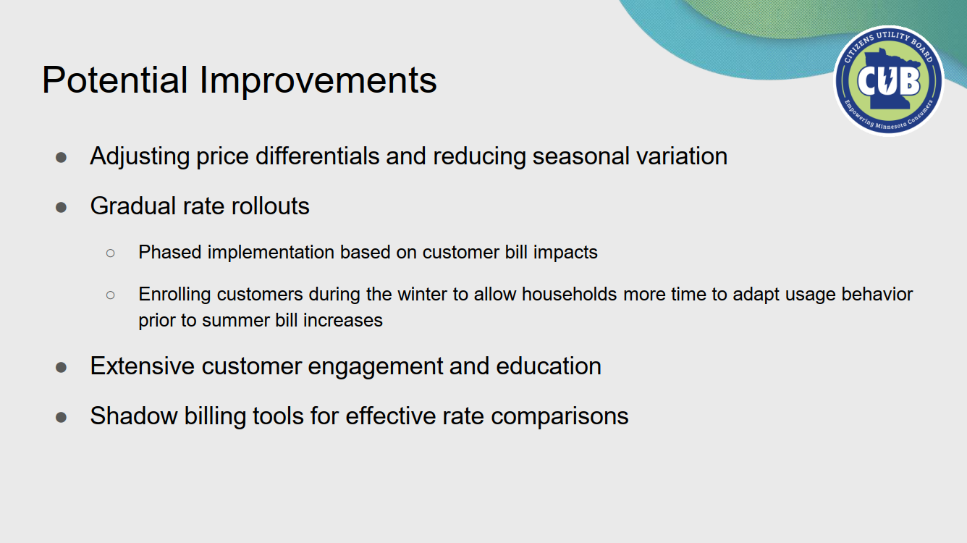 Potential Improvements
CITIZENS UTILITY BOARD
CUB
Empowering Minnesota Consumers
● Adjusting price differentials and reducing seasonal variation
● Gradual rate rollouts
○ Phased implementation based on customer bill impacts
○ Enrolling customers during the winter to allow households more time to adapt usage behavior
prior to summer bill increases
● Extensive customer engagement and education
● Shadow billing tools for effective rate comparisons